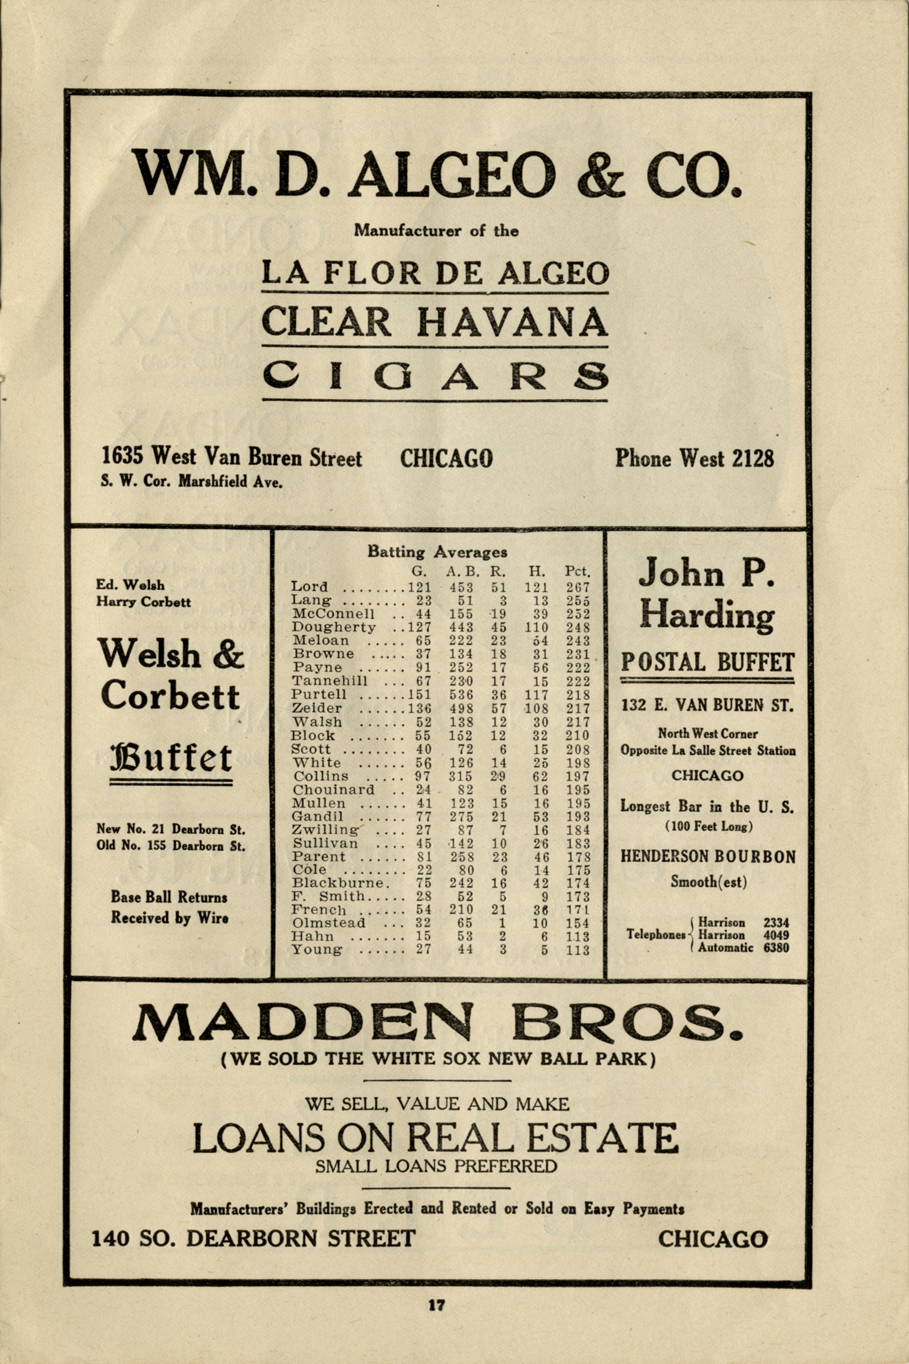 WM. D. ALGEO & CO.
Manufacturer of the
LA FLOR DE ALGEO
CLEAR HAVANA
CIGARS
1635 West Van Buren Street CHICAGO Phone West 2128
S. W. Cor. Marshfield Ave.
Ed. Welsh
Harry Corbett
Welsh &
Corbett
Buffet
New No. 21 Dearborn St.
Old No. 155 Dearborn St.
Base Ball Returns
Received by Wire
Batting Averages
G. A. B. R. H. Pct.
Lord ........121 453 51 121 267
Lang ........ 23 51 3 13 255
McConnell .. 44 155 19 39 252
Dougherty ..127 443 45 110 248
Meloan ..... 65 222 23 54 243
Browne ..... 37 134 18 31 231
Payne ...... 91 252 17 56 222
Tannehill ... 67 230 17 15 222
Purtell ......151 536 36 117 218
Zeider ......136 498 57 108 217
Walsh ...... 52 138 12 30 217
Block ....... 55 152 12 32 210
Scott ........ 40 72 6 15 208
White ...... 56 126 14 25 198
Collins ..... 97 315 29 62 197
Chouinard .. 24 82 6 16 195
Mullen ...... 41 123 15 16 195
Gandil ...... 77 275 21 53 193
Zwilling .... 27 87 7 16 184
Sullivan .... 45 142 10 26 183
Parent ...... 81 258 23 46 178
Cole ........ 22 80 6 14 175
Blackburne. 75 242 16 42 174
F. Smith..... 28 52 5 9 173
French ...... 54 210 21 36 171
Olmstead ... 32 65 1 10 154
Hahn ....... 15 53 2 6 113
Young ...... 27 44 3 5 113
John P.
Harding
POSTAL BUFFET
132 E. VAN BUREN ST.
North West Corner
Opposite La Salle Street Station
CHICAGO
Longest Bar in the U. S.
(100 Feet Long)
HENDERSON BOURBON
Smooth(est)
Telephones { Harrison 2334
Harrison 4049
Automatic 6380
MADDEN BROS.
(WE SOLD THE WHITE SOX NEW BALL PARK)
WE SELL, VALUE AND MAKE
LOANS ON REAL ESTATE
SMALL LOANS PREFERRED
Manufacturers' Buildings Erected and Rented or Sold on Easy Payments
140 SO. DEARBORN STREET CHICAGO
17